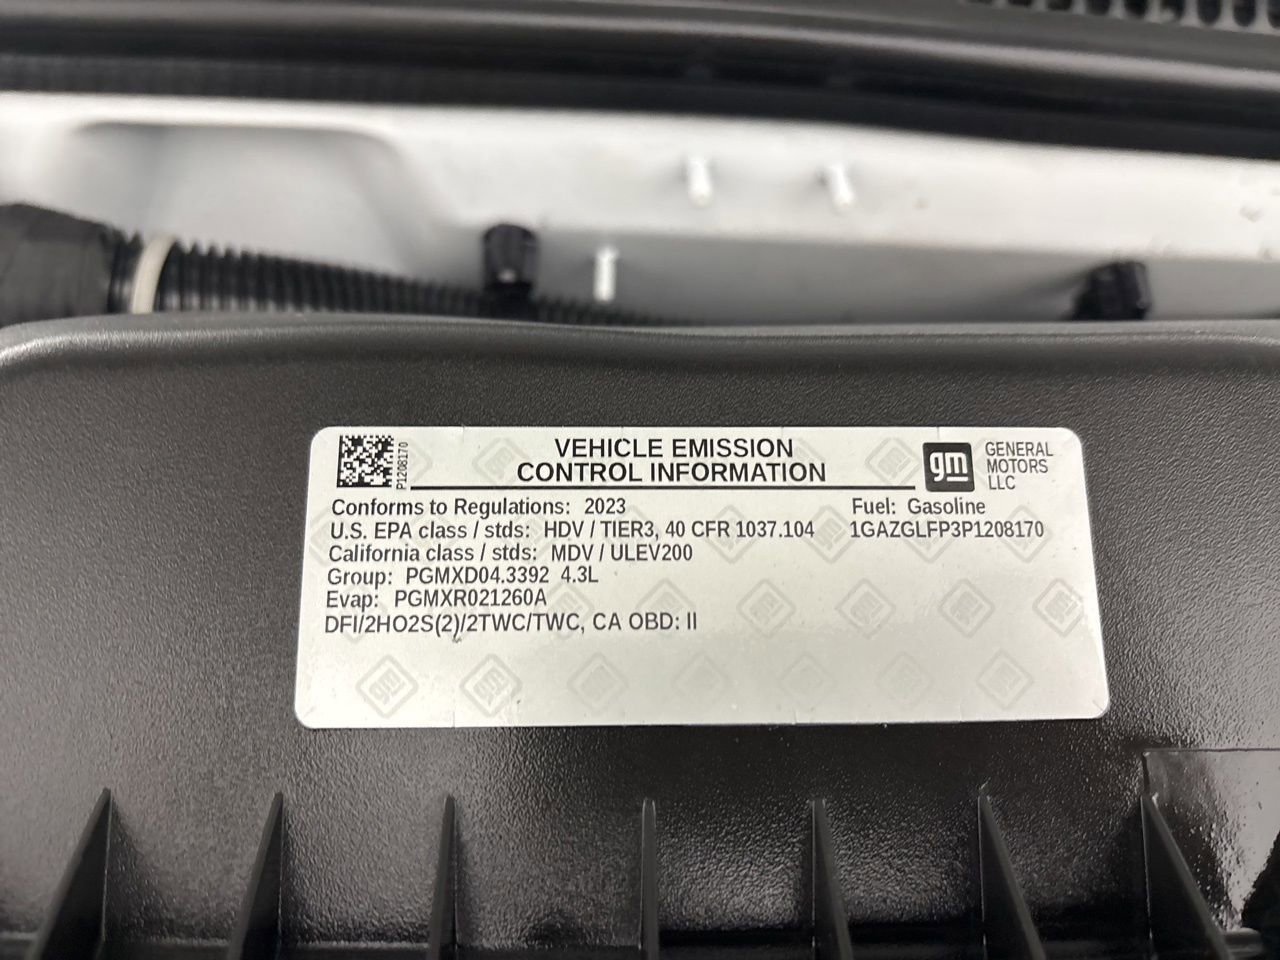 P1208170
VEHICLE EMISSION
CONTROL INFORMATION
gm
GENERAL
MOTORS
LLC
Conforms to Regulations: 2023
Fuel: Gasoline
U.S. EPA class / stds: HDV / TIER3, 40 CFR 1037.104
1GAZGLFP3P1208170
California class / stds: MDV / ULEV200
Group: PGMXD04.3392 4.3L
Evap: PGMXR021260A
DFI/2HO2S(2)/2TWC/TWC, CA OBD: II